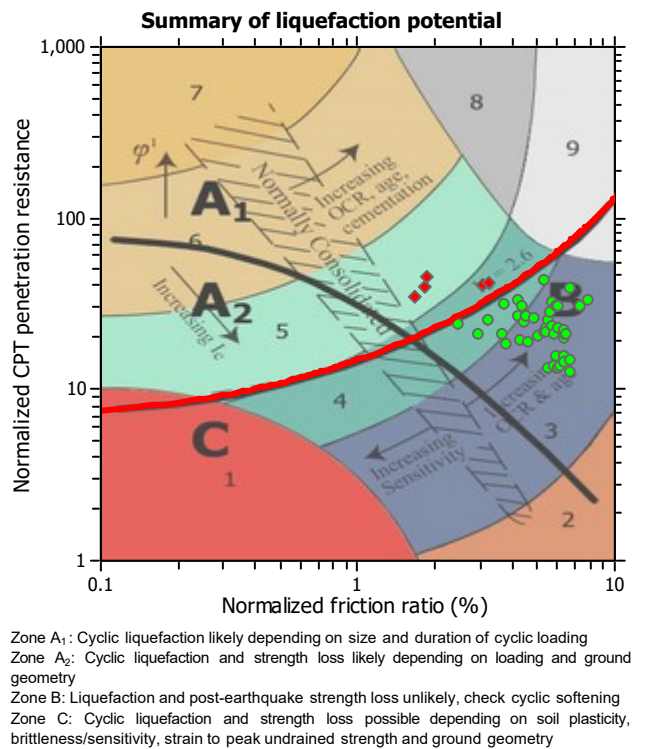 Summary of liquefaction potential
1,000
7
8
9
φ'
Increasing
OCR, age,
cementation
Normally Consolidated
A1
100
6
= 2.6
A2
B
Increasing Ic
5
10
4
Increasing
OCR & age
C
3
1
Increasing
Sensitivity
2
1
0.1
1
10
Normalized CPT penetration resistance
Normalized friction ratio (%)
Zone A1: Cyclic liquefaction likely depending on size and duration of cyclic loading
Zone A2: Cyclic liquefaction and strength loss likely depending on loading and ground
geometry
Zone B: Liquefaction and post-earthquake strength loss unlikely, check cyclic softening
Zone C: Cyclic liquefaction and strength loss possible depending on soil plasticity,
brittleness/sensitivity, strain to peak undrained strength and ground geometry